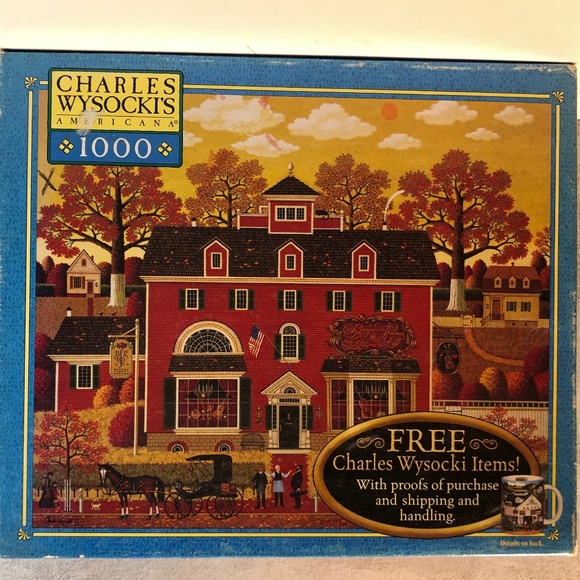 CHARLES
WYSOCKI'S
AMERICANA®
1000
FREE
Charles Wysocki Items!
With proofs of purchase
and shipping and
handling.
Details on back.